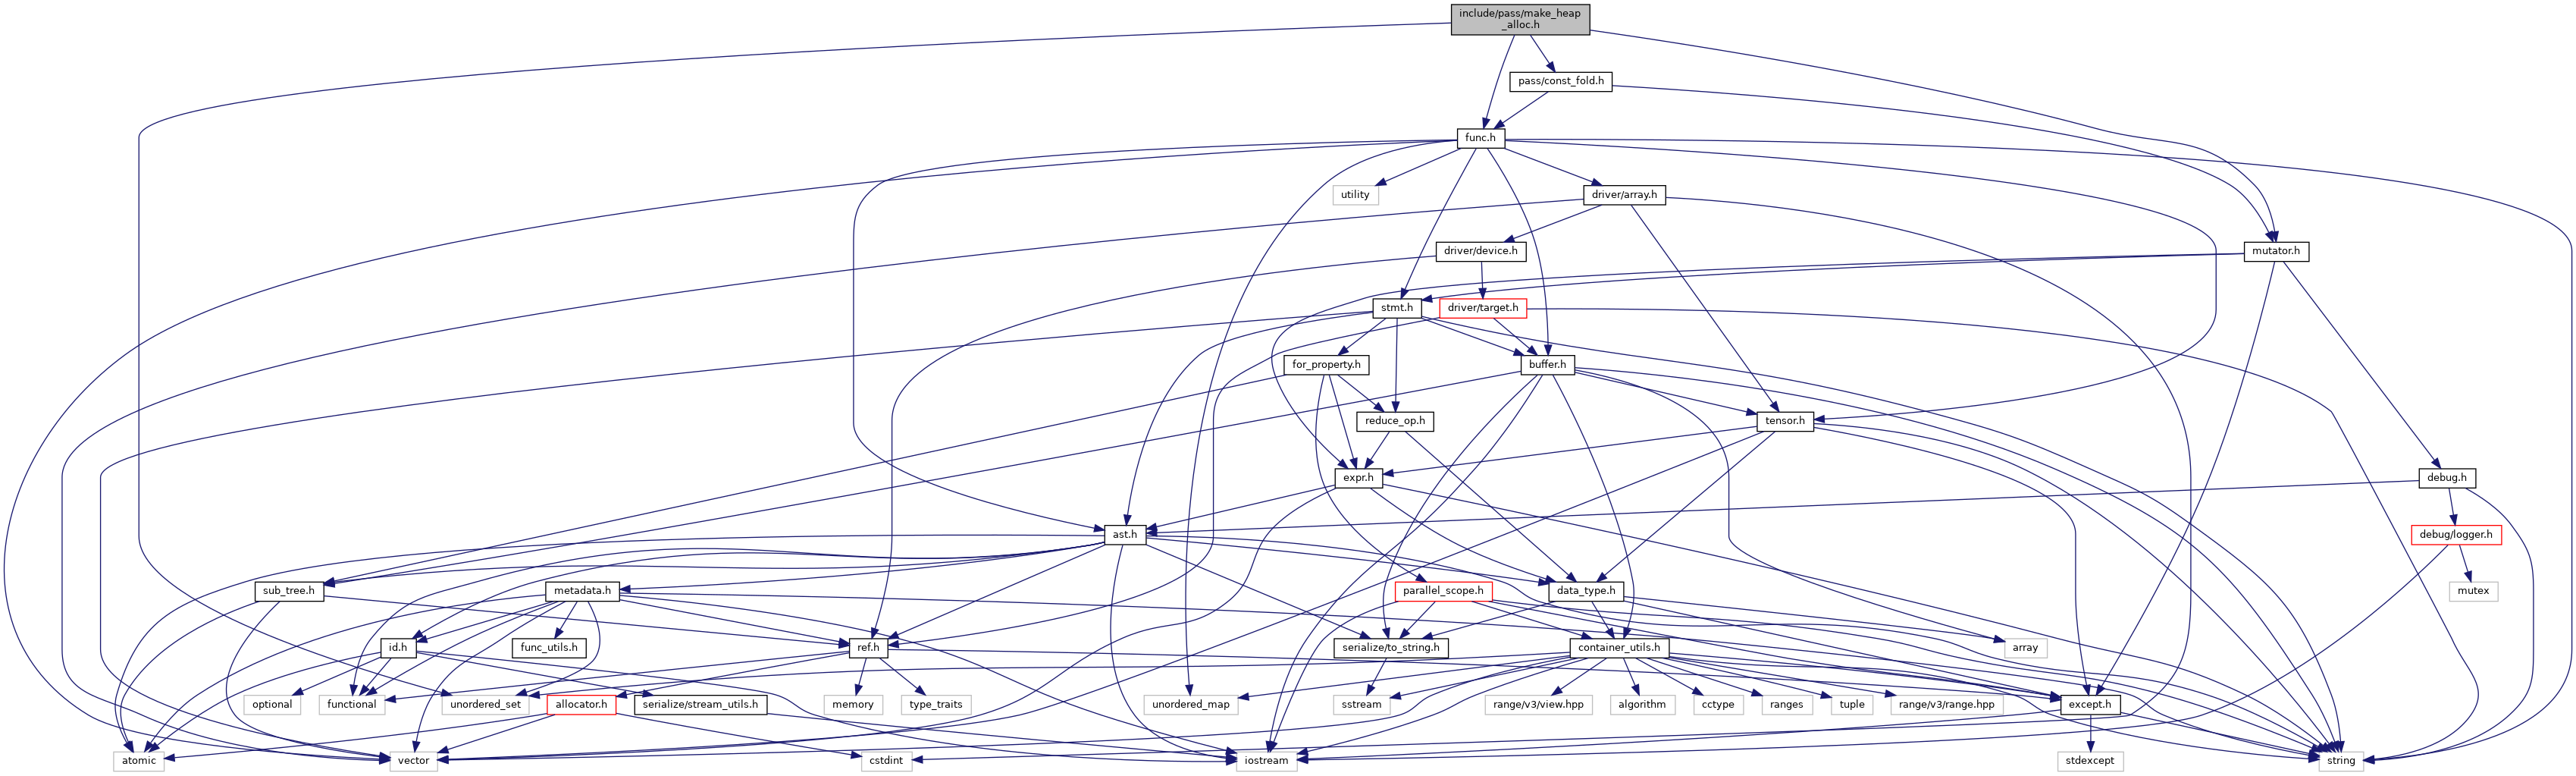 include/pass/make_heap
_alloc.h
pass/const_fold.h
func.h
utility
driver/array.h
driver/device.h
mutator.h
stmt.h
driver/target.h
for_property.h
buffer.h
reduce_op.h
tensor.h
expr.h
debug.h
ast.h
debug/logger.h
sub_tree.h
metadata.h
parallel_scope.h
data_type.h
mutex
id.h
func_utils.h
ref.h
serialize/to_string.h
container_utils.h
array
optional
functional
unordered_set
allocator.h
serialize/stream_utils.h
memory
type_traits
unordered_map
sstream
range/v3/view.hpp
algorithm
cctype
ranges
tuple
range/v3/range.hpp
except.h
atomic
vector
cstdint
iostream
stdexcept
string